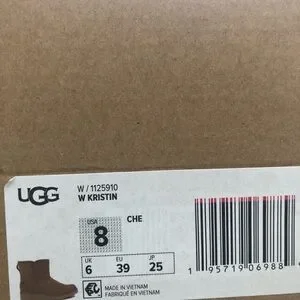 UGG
W / 1125910
W KRISTIN
USA
8
CHE
UK EU JP
6 39 25
MADE IN VIETNAM
FABRIQUÉ EN VIETNAM
1 95719 06988